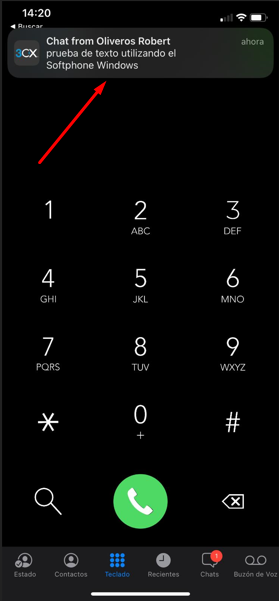 14:20
Buscar
3CX
Chat from Oliveros Robert
ahora
prueba de texto utilizando el
Softphone Windows
1
2
3
ABC
DEF
4
5
6
GHI
JKL
MNO
7
8
9
PQRS
TUV
WXYZ
*
0
#
+
1
Estado
Contactos
Teclado
Recientes
Chats
Buzón de Voz